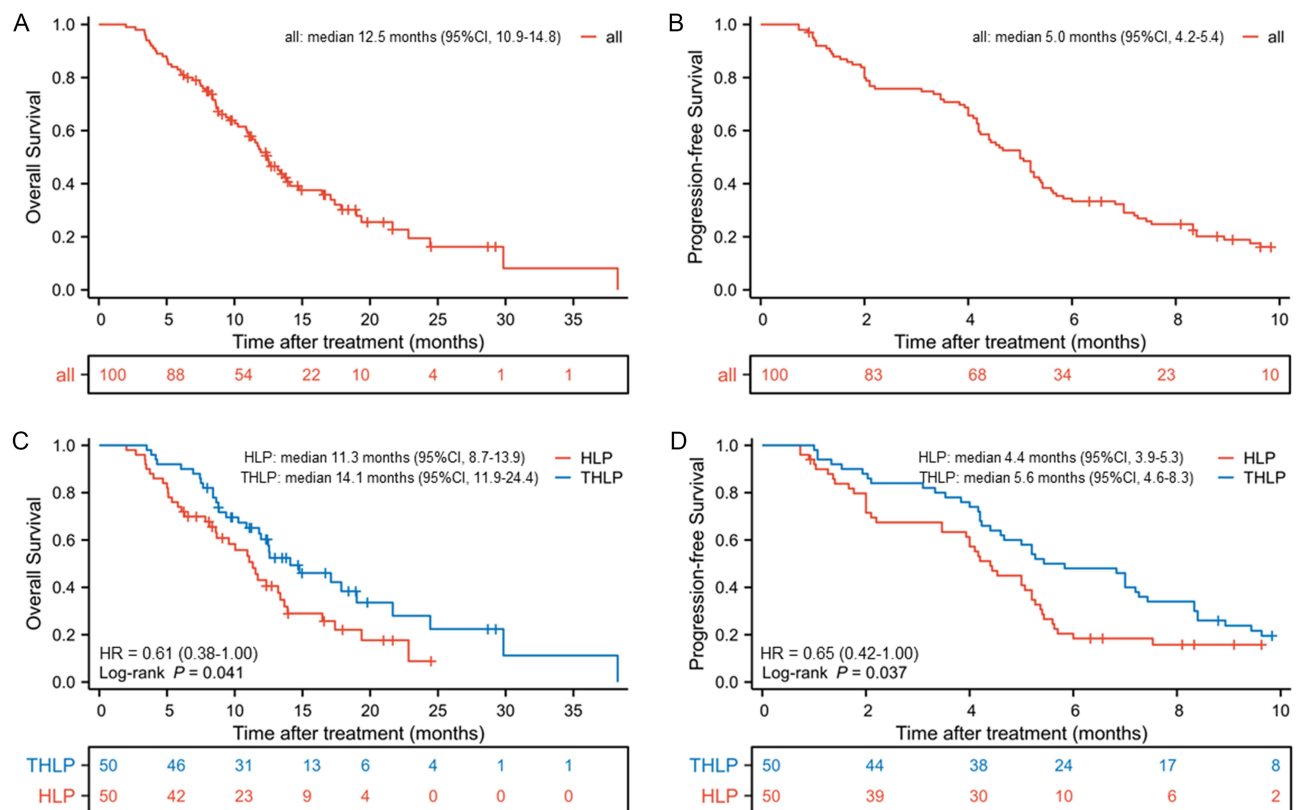 A
1.0
0.8
0.6
0.4
0.2
0.0
Overall Survival
all: median 12.5 months (95%CI, 10.9-14.8)
all
0 5 10 15 20 25 30 35
Time after treatment (months)
all 100 88 54 22 10 4 1 1
B
1.0
0.8
0.6
0.4
0.2
0.0
Progression-free Survival
all: median 5.0 months (95%CI, 4.2-5.4)
all
0 2 4 6 8 10
Time after treatment (months)
all 100 83 68 34 23 10
C
1.0
0.8
0.6
0.4
0.2
0.0
Overall Survival
HLP: median 11.3 months (95%CI, 8.7-13.9)
THLP: median 14.1 months (95%CI, 11.9-24.4)
HLP
THLP
HR = 0.61 (0.38-1.00)
Log-rank P = 0.041
0 5 10 15 20 25 30 35
Time after treatment (months)
THLP 50 46 31 13 6 4 1 1
HLP 50 42 23 9 4 0 0 0
D
1.0
0.8
0.6
0.4
0.2
0.0
Progression-free Survival
HLP: median 4.4 months (95%CI, 3.9-5.3)
THLP: median 5.6 months (95%CI, 4.6-8.3)
HLP
THLP
HR = 0.65 (0.42-1.00)
Log-rank P = 0.037
0 2 4 6 8 10
Time after treatment (months)
THLP 50 44 38 24 17 8
HLP 50 39 30 10 6 2